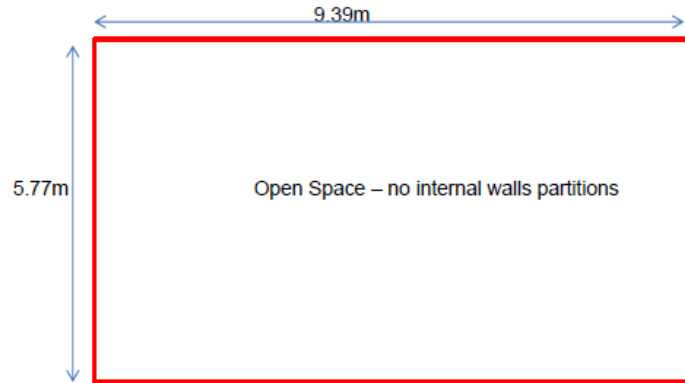 9.39m
5.77m
Open Space – no internal walls partitions